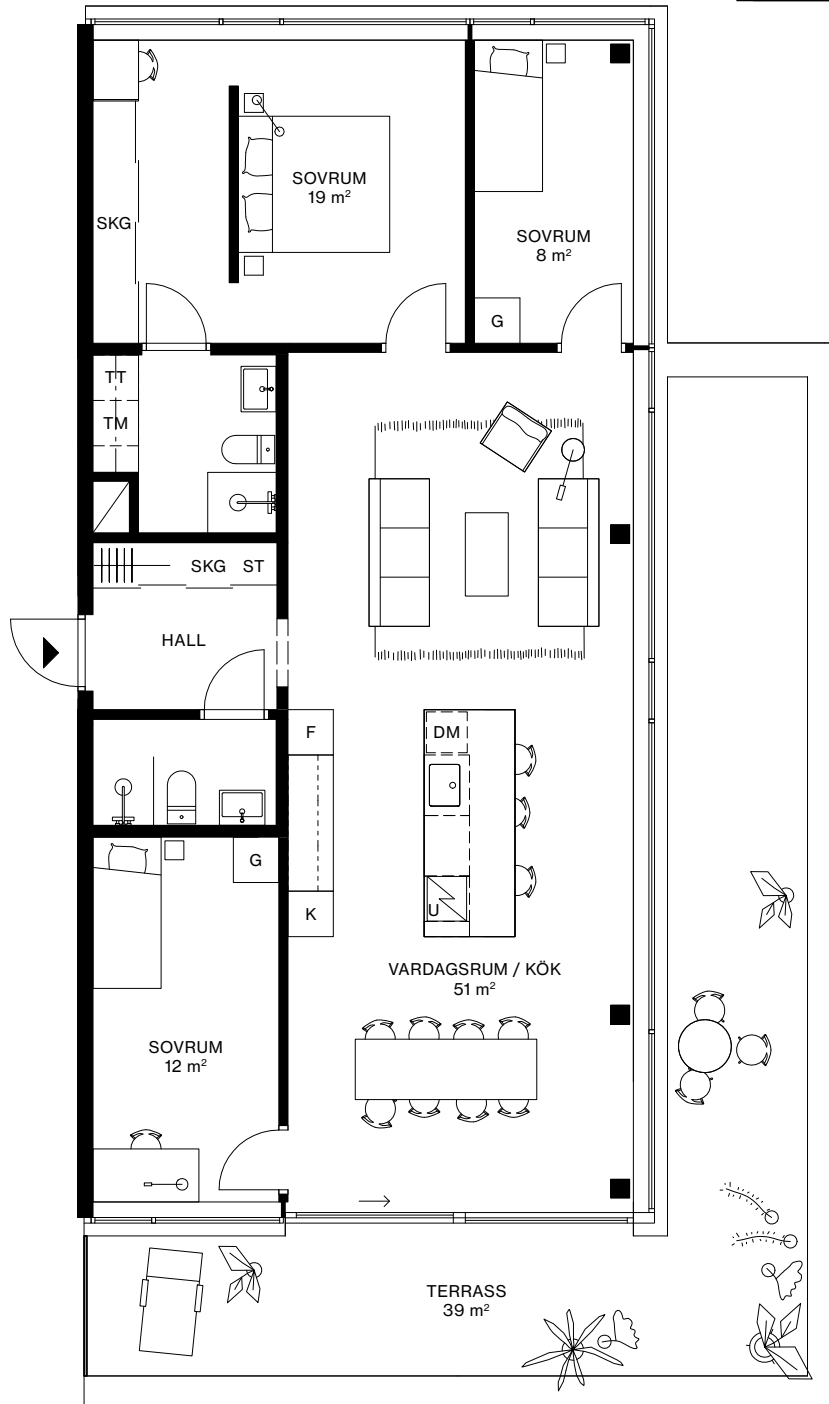 SOVRUM
19 m²
SKG
SOVRUM
8 m²
G
TT
TM
SKG ST
HALL
F
DM
G
K
U
VARDAGSRUM / KÖK
51 m²
SOVRUM
12 m²
TERRASS
39 m²